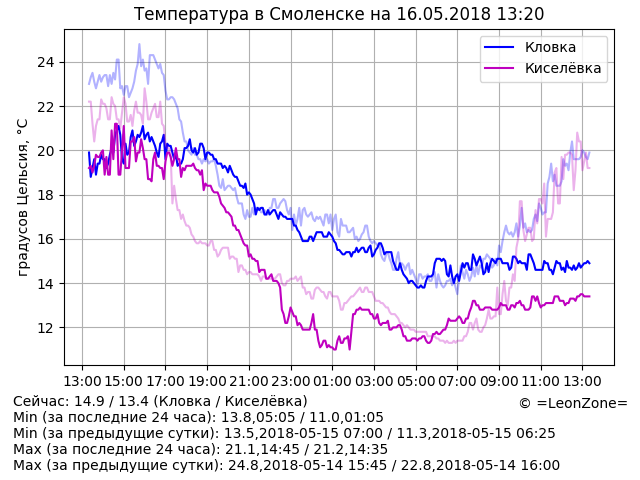 Температура в Смоленске на 16.05.2018 13:20
Кловка
Киселёвка
градусов Цельсия, °C
24
22
20
18
16
14
12
13:00 15:00 17:00 19:00 21:00 23:00 01:00 03:00 05:00 07:00 09:00 11:00 13:00
Сейчас: 14.9 / 13.4 (Кловка / Киселёвка)
© =LeonZone=
Min (за последние 24 часа): 13.8,05:05 / 11.0,01:05
Min (за предыдущие сутки): 13.5,2018-05-15 07:00 / 11.3,2018-05-15 06:25
Max (за последние 24 часа): 21.1,14:45 / 21.2,14:35
Max (за предыдущие сутки): 24.8,2018-05-14 15:45 / 22.8,2018-05-14 16:00